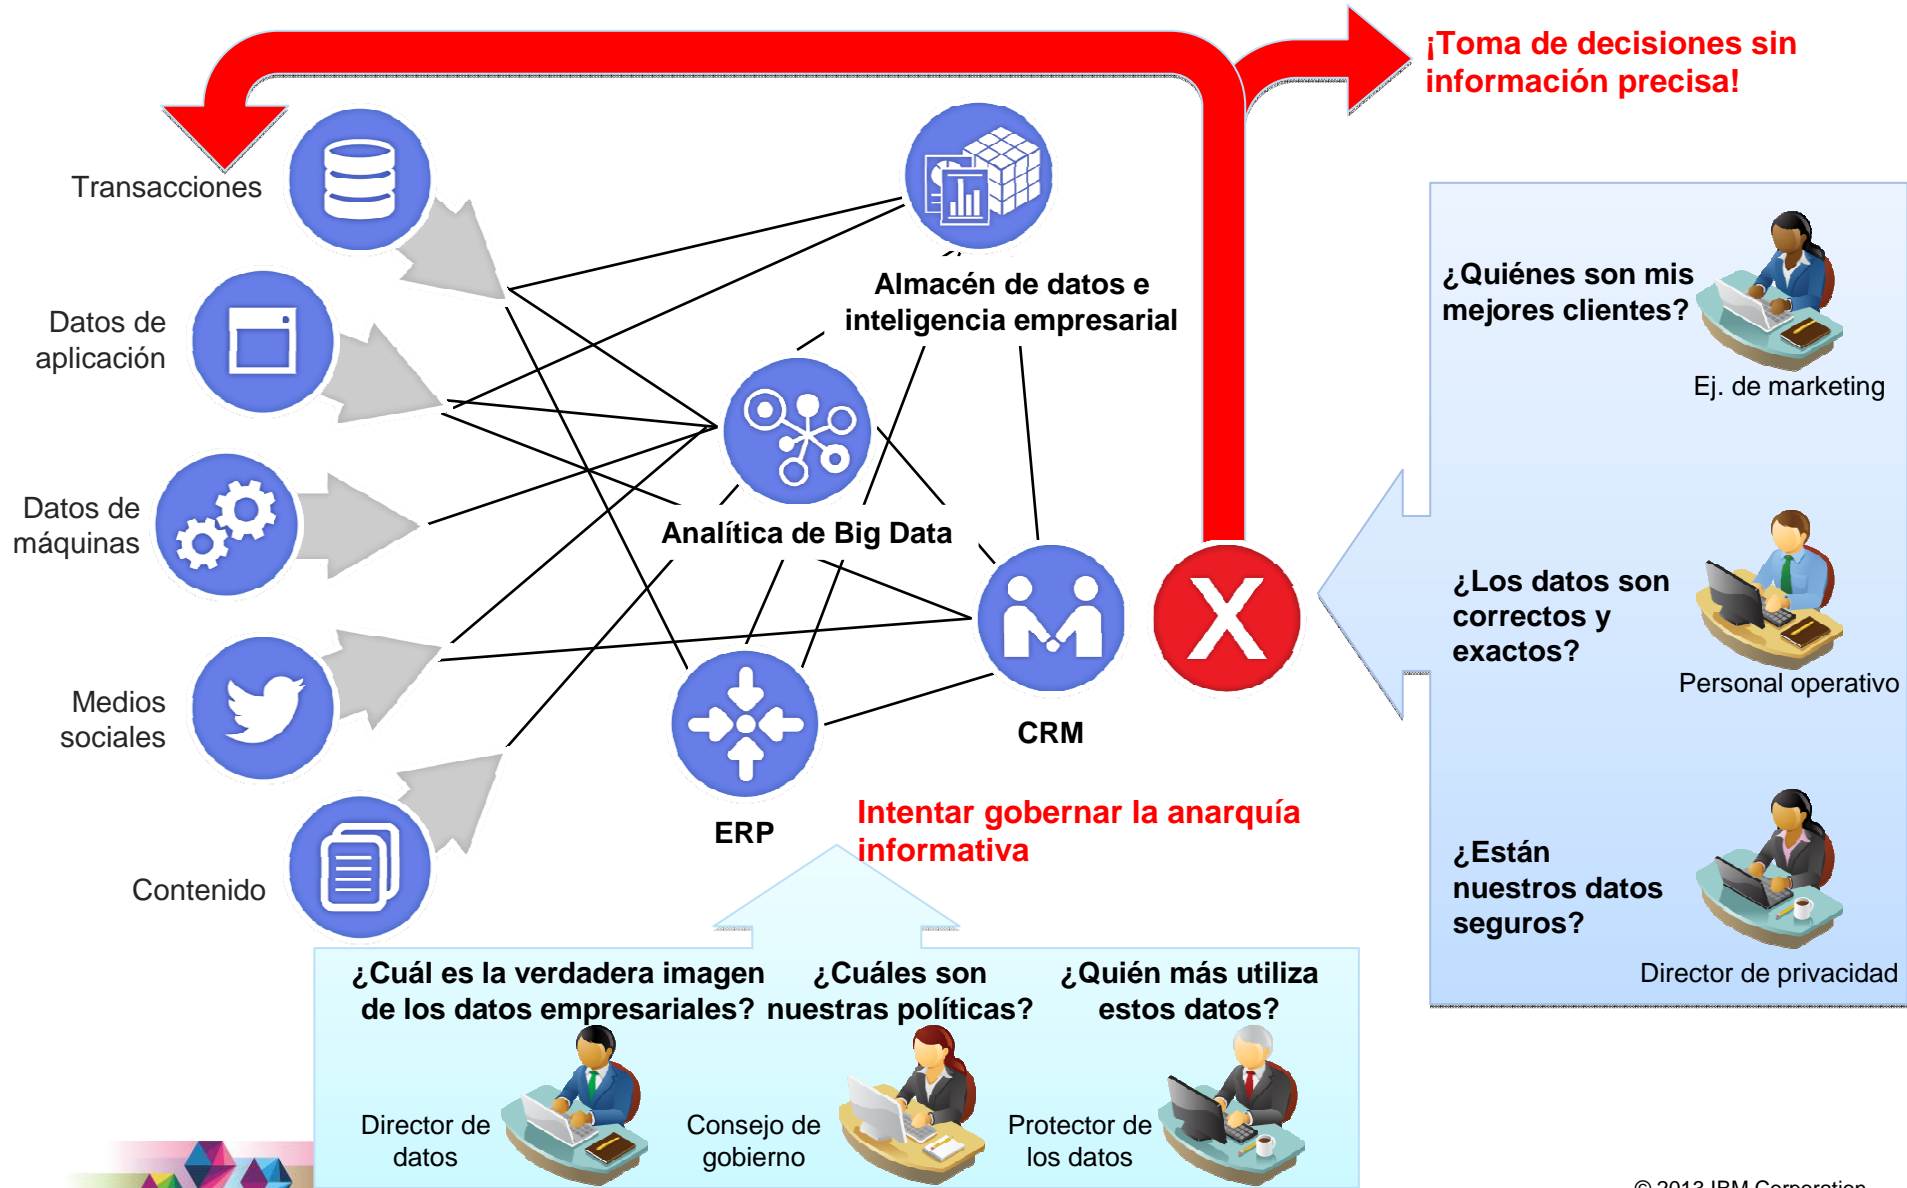 ¡Toma de decisiones sin
información precisa!
Transacciones
Datos de
aplicación
Datos de
máquinas
Medios
sociales
Contenido
Almacén de datos e
inteligencia empresarial
Analítica de Big Data
CRM
X
ERP
Intentar gobernar la anarquía
informativa
¿Quiénes son mis
mejores clientes?
Ej. de marketing
¿Los datos son
correctos y
exactos?
Personal operativo
¿Están
nuestros datos
seguros?
Director de privacidad
¿Cuál es la verdadera imagen
de los datos empresariales?
Director de
datos
¿Cuáles son
nuestras políticas?
Consejo de
gobierno
¿Quién más utiliza
estos datos?
Protector de
los datos
© 2013 IBM Corporation